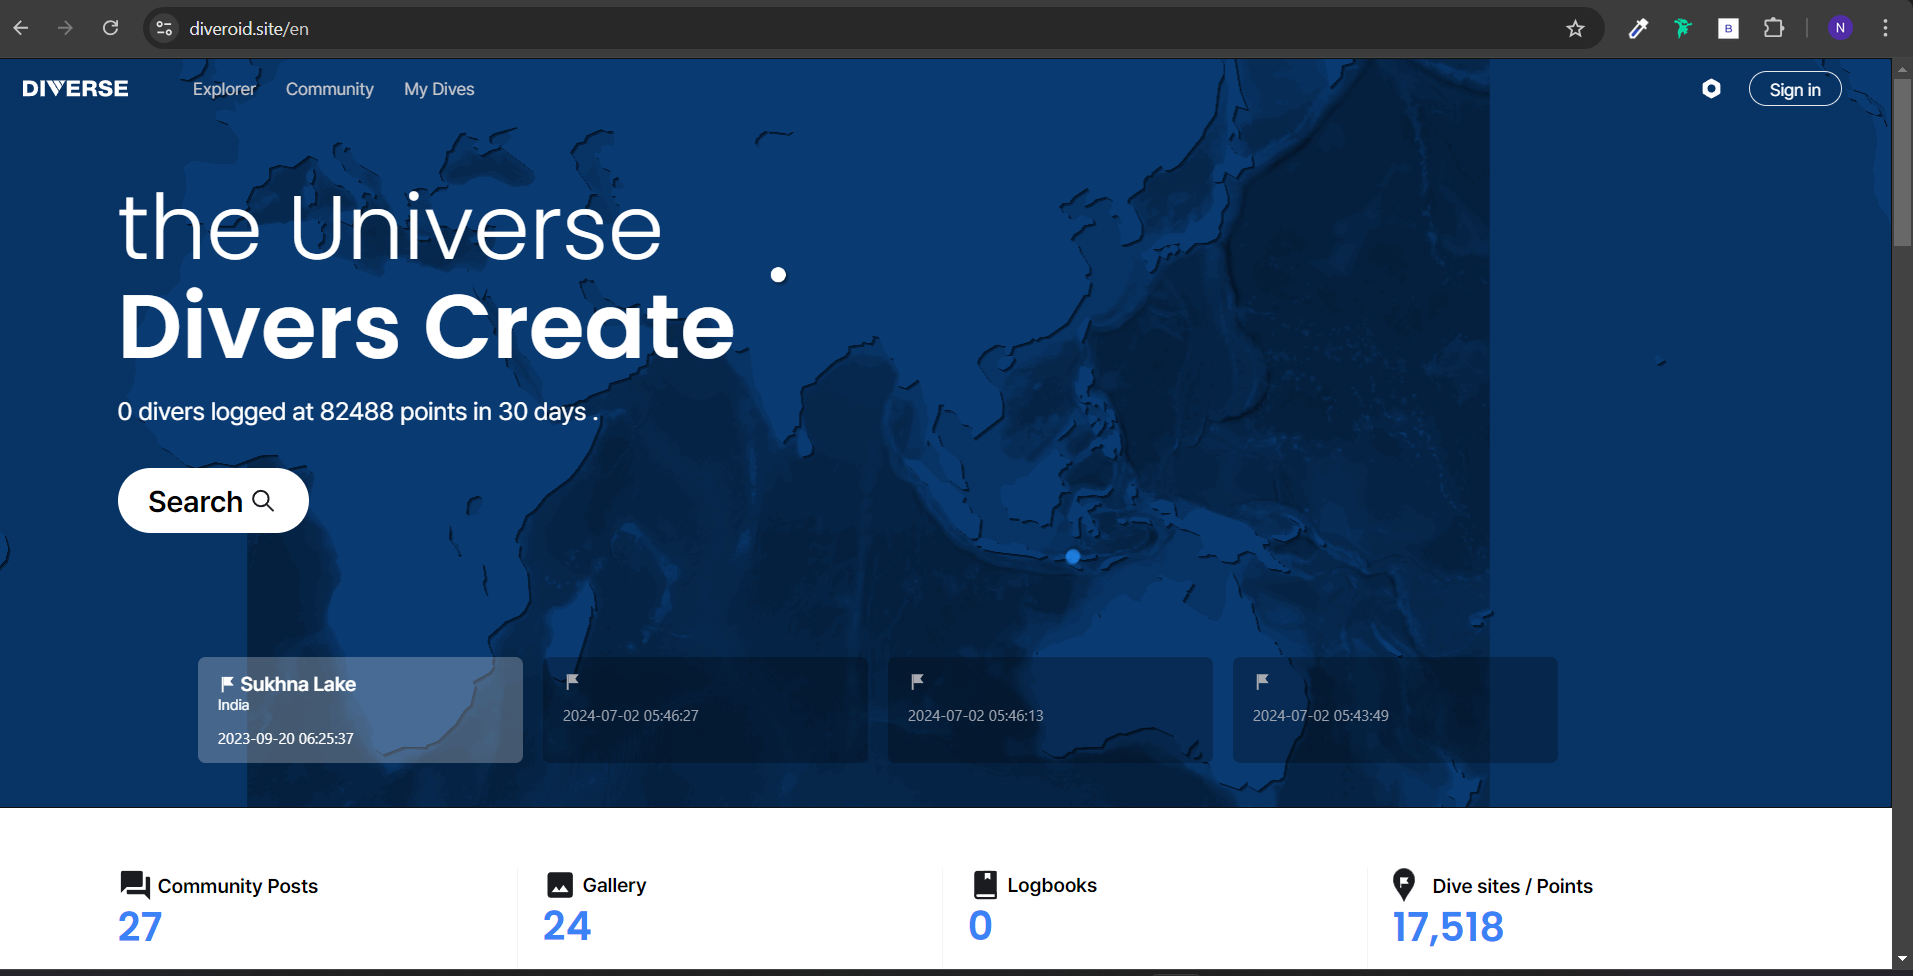 diveroid.site/en
B
N
DIVERSE
Explorer
Community
My Dives
Sign in
the Universe
Divers Create
0 divers logged at 82488 points in 30 days .
Search
Sukhna Lake
India
2023-09-20 06:25:37
2024-07-02 05:46:27
2024-07-02 05:46:13
2024-07-02 05:43:49
Community Posts
27
Gallery
24
Logbooks
0
Dive sites / Points
17,518